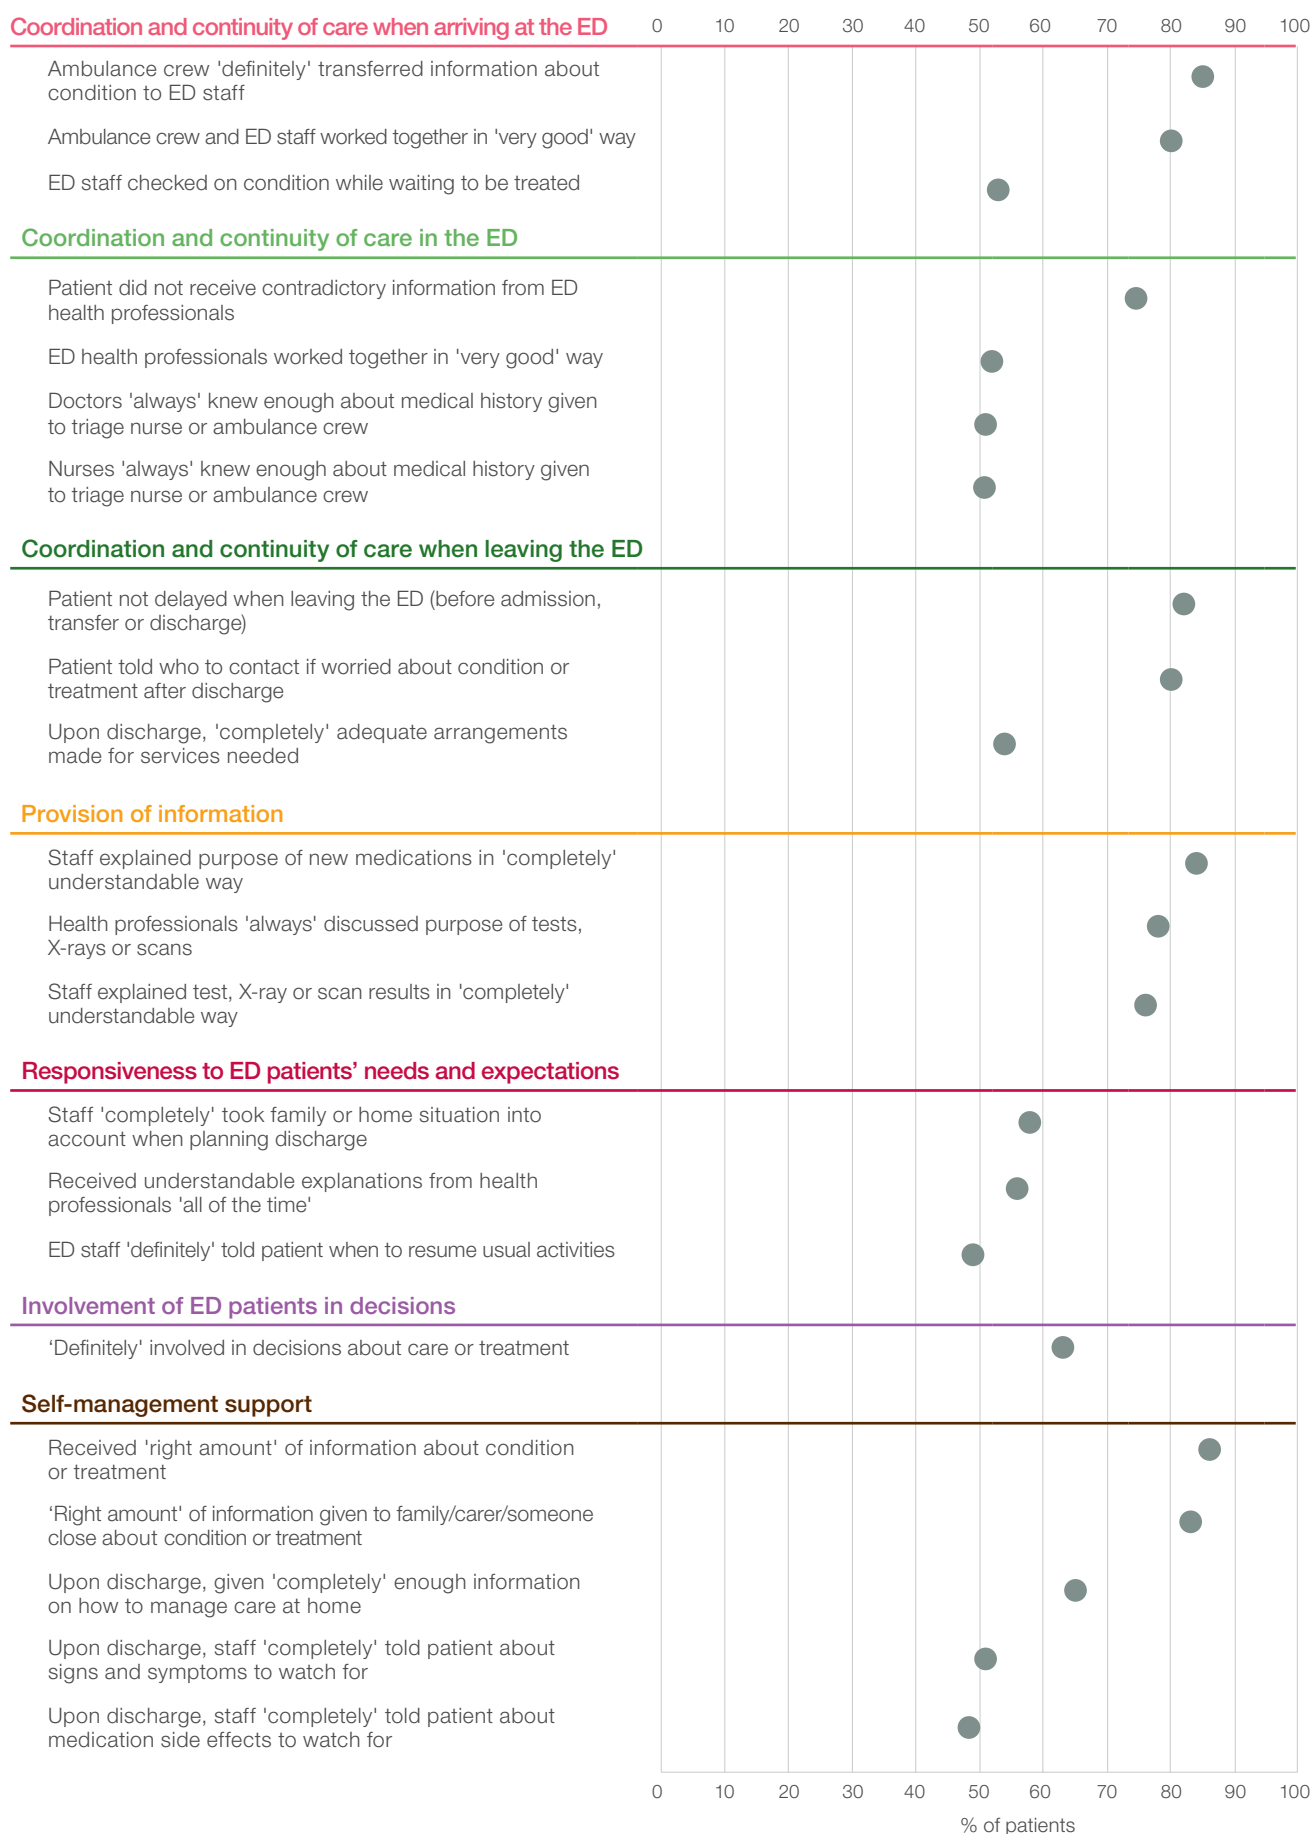 Coordination and continuity of care when arriving at the ED
0 10 20 30 40 50 60 70 80 90 100
Ambulance crew 'definitely' transferred information about
condition to ED staff
Ambulance crew and ED staff worked together in 'very good' way
ED staff checked on condition while waiting to be treated
Coordination and continuity of care in the ED
Patient did not receive contradictory information from ED
health professionals
ED health professionals worked together in 'very good' way
Doctors 'always' knew enough about medical history given
to triage nurse or ambulance crew
Nurses 'always' knew enough about medical history given
to triage nurse or ambulance crew
Coordination and continuity of care when leaving the ED
Patient not delayed when leaving the ED (before admission,
transfer or discharge)
Patient told who to contact if worried about condition or
treatment after discharge
Upon discharge, 'completely' adequate arrangements
made for services needed
Provision of information
Staff explained purpose of new medications in 'completely'
understandable way
Health professionals 'always' discussed purpose of tests,
X-rays or scans
Staff explained test, X-ray or scan results in 'completely'
understandable way
Responsiveness to ED patients’ needs and expectations
Staff 'completely' took family or home situation into
account when planning discharge
Received understandable explanations from health
professionals 'all of the time'
ED staff 'definitely' told patient when to resume usual activities
Involvement of ED patients in decisions
‘Definitely' involved in decisions about care or treatment
Self-management support
Received 'right amount' of information about condition
or treatment
‘Right amount' of information given to family/carer/someone
close about condition or treatment
Upon discharge, given 'completely' enough information
on how to manage care at home
Upon discharge, staff 'completely' told patient about
signs and symptoms to watch for
Upon discharge, staff 'completely' told patient about
medication side effects to watch for
0 10 20 30 40 50 60 70 80 90 100
% of patients